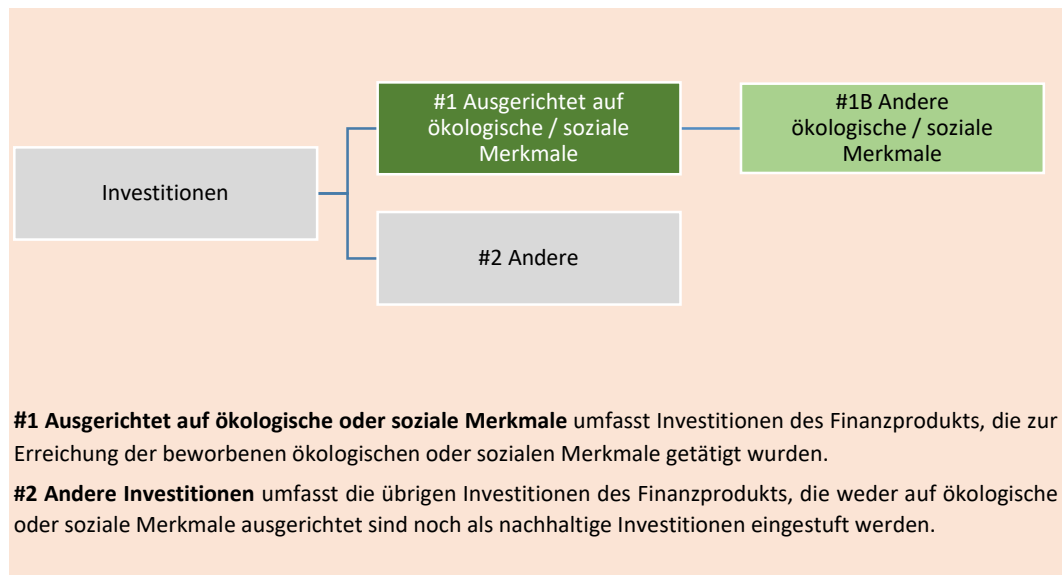 #1 Ausgerichtet auf
ökologische / soziale
Merkmale
#1B Andere
ökologische / soziale
Merkmale
Investitionen
#2 Andere
#1 Ausgerichtet auf ökologische oder soziale Merkmale umfasst Investitionen des Finanzprodukts, die zur
Erreichung der beworbenen ökologischen oder sozialen Merkmale getätigt wurden.
#2 Andere Investitionen umfasst die übrigen Investitionen des Finanzprodukts, die weder auf ökologische
oder soziale Merkmale ausgerichtet sind noch als nachhaltige Investitionen eingestuft werden.